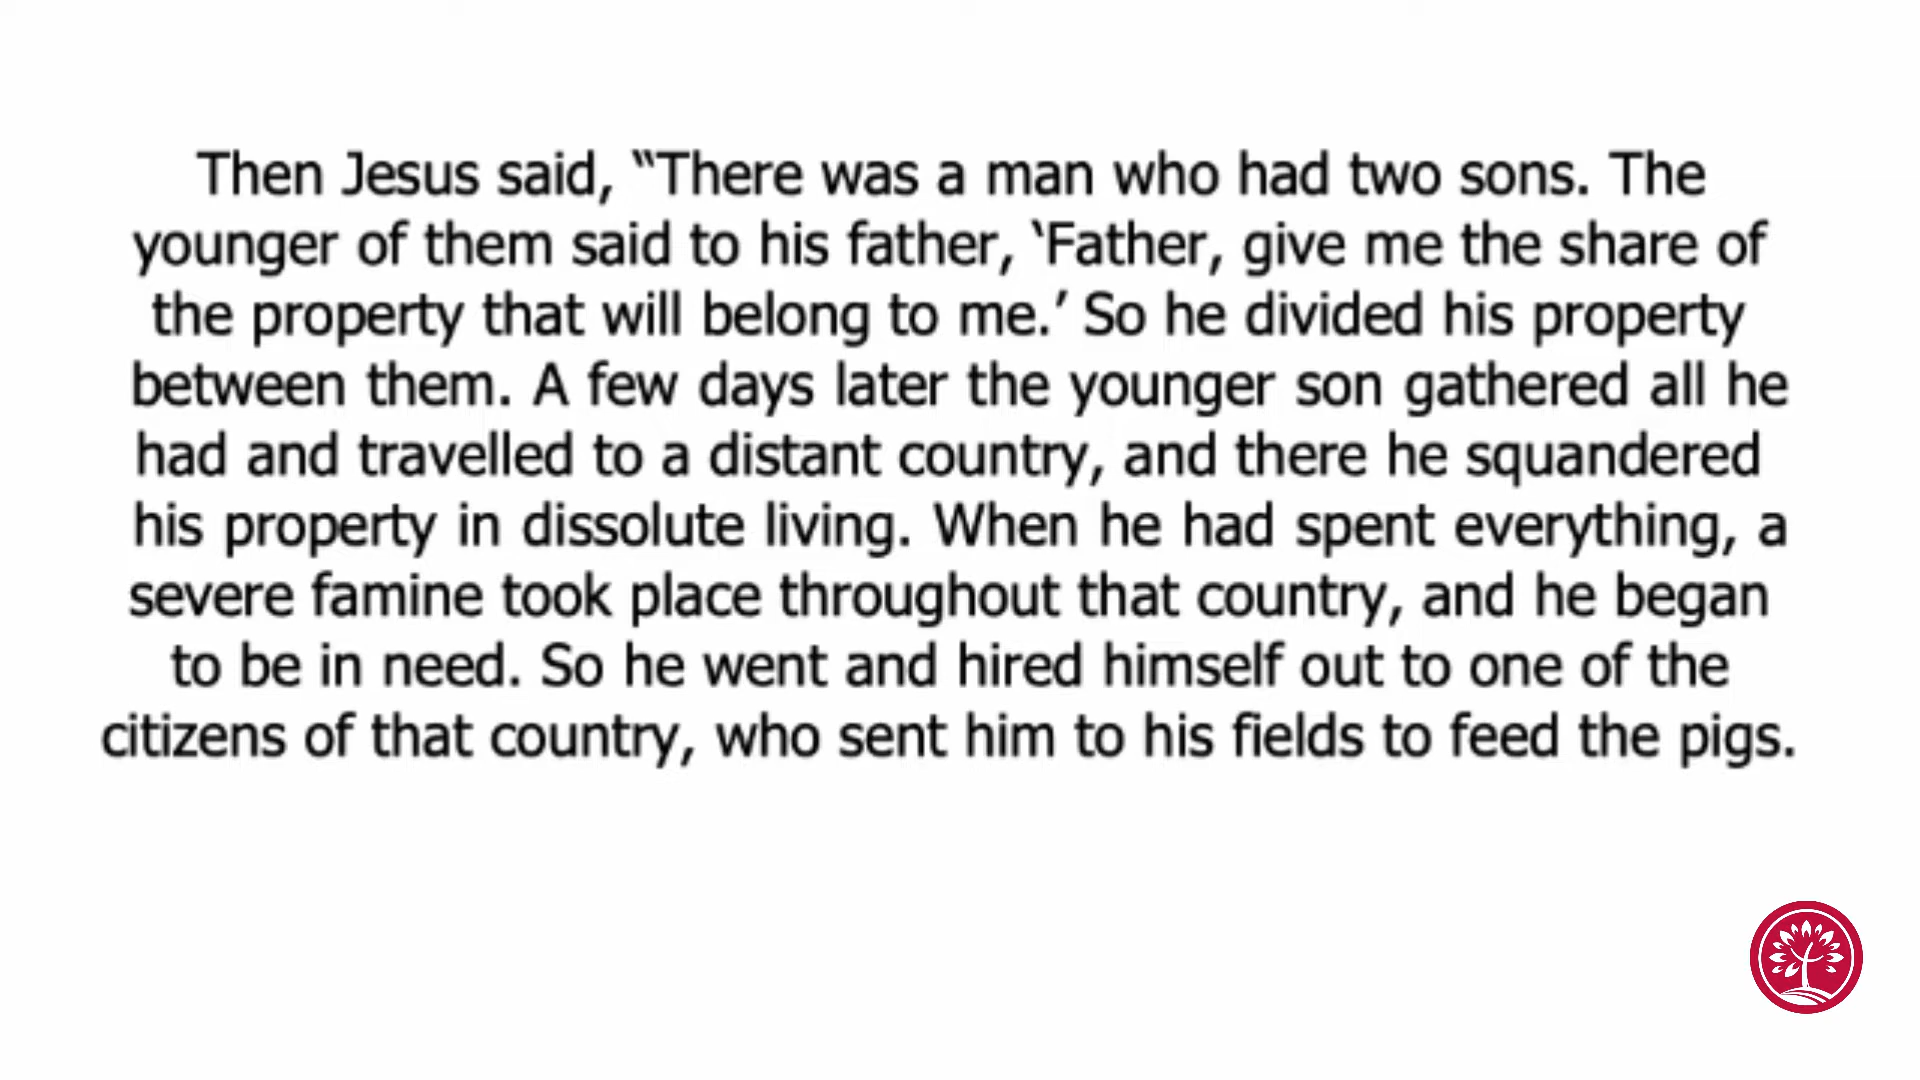 Then Jesus said, “There was a man who had two sons. The
younger of them said to his father, ‘Father, give me the share of
the property that will belong to me.’ So he divided his property
between them. A few days later the younger son gathered all he
had and travelled to a distant country, and there he squandered
his property in dissolute living. When he had spent everything, a
severe famine took place throughout that country, and he began
to be in need. So he went and hired himself out to one of the
citizens of that country, who sent him to his fields to feed the pigs.